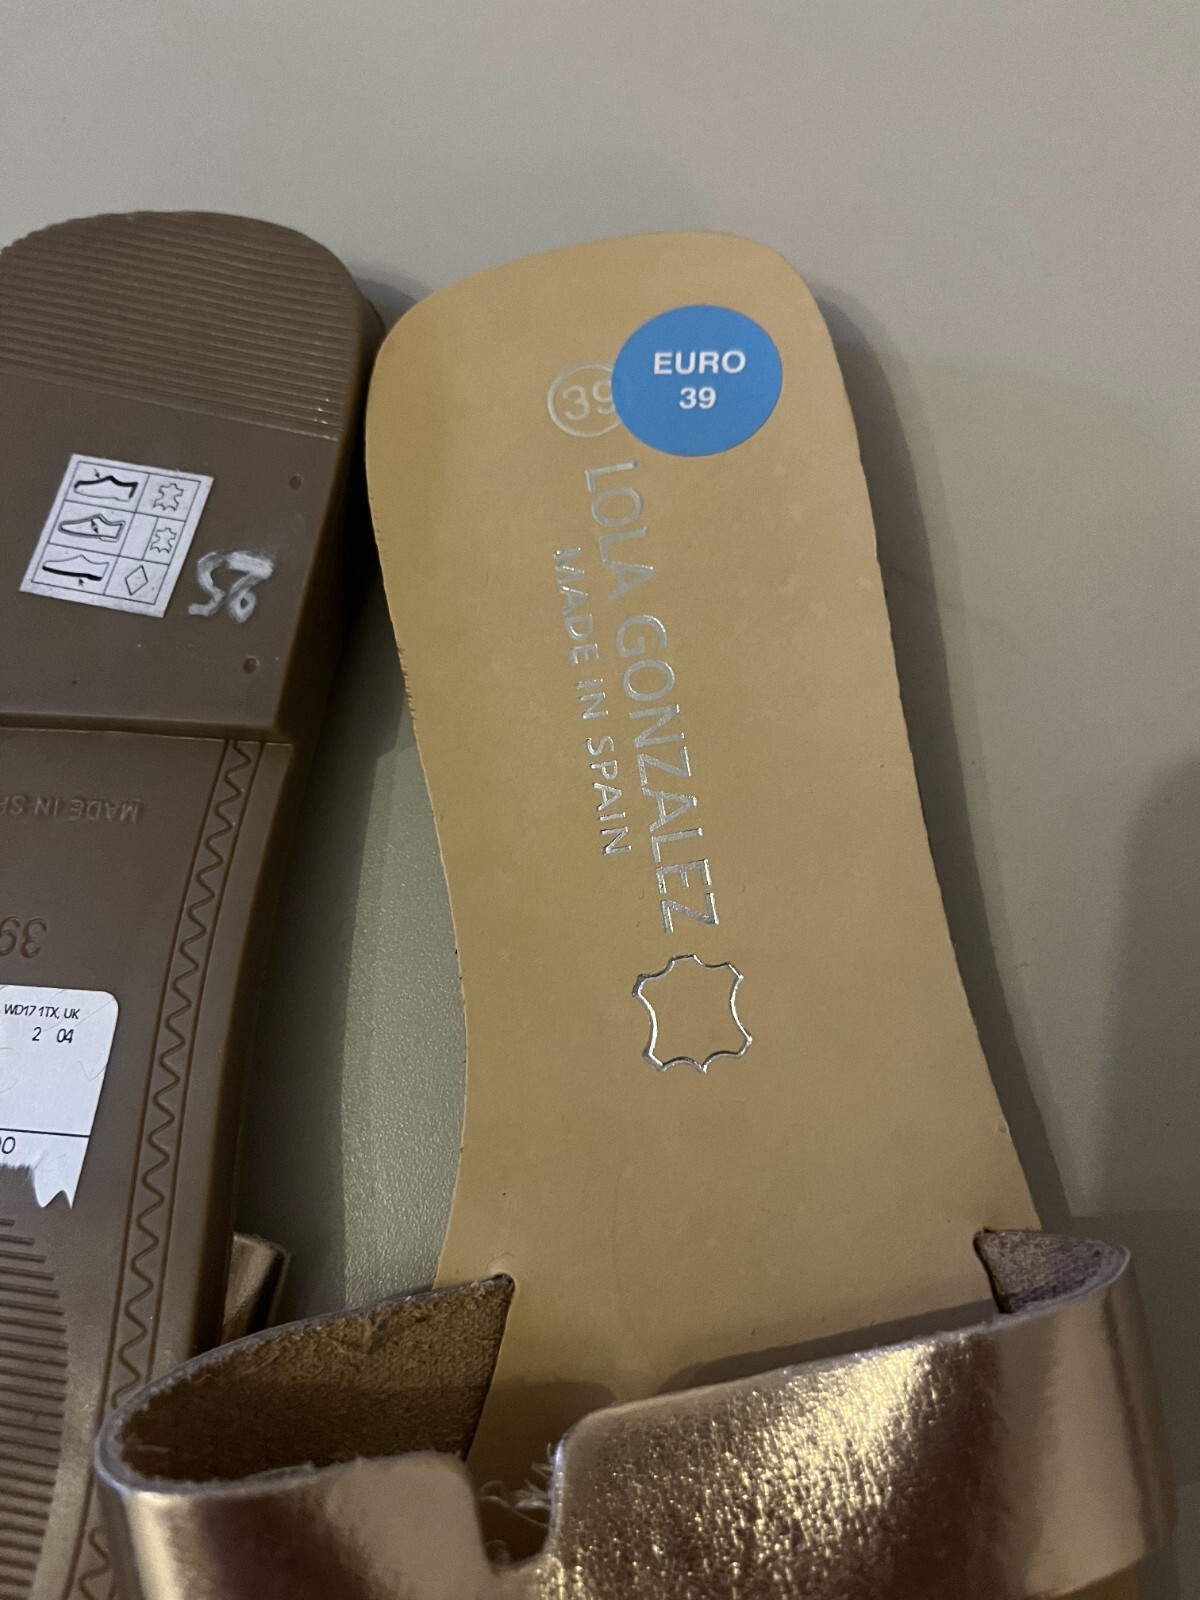 EURO
39
39
LOLA GONZALEZ
MADE IN SPAIN
25
MADE IN SP
39
WD17 1TX, UK
2 04